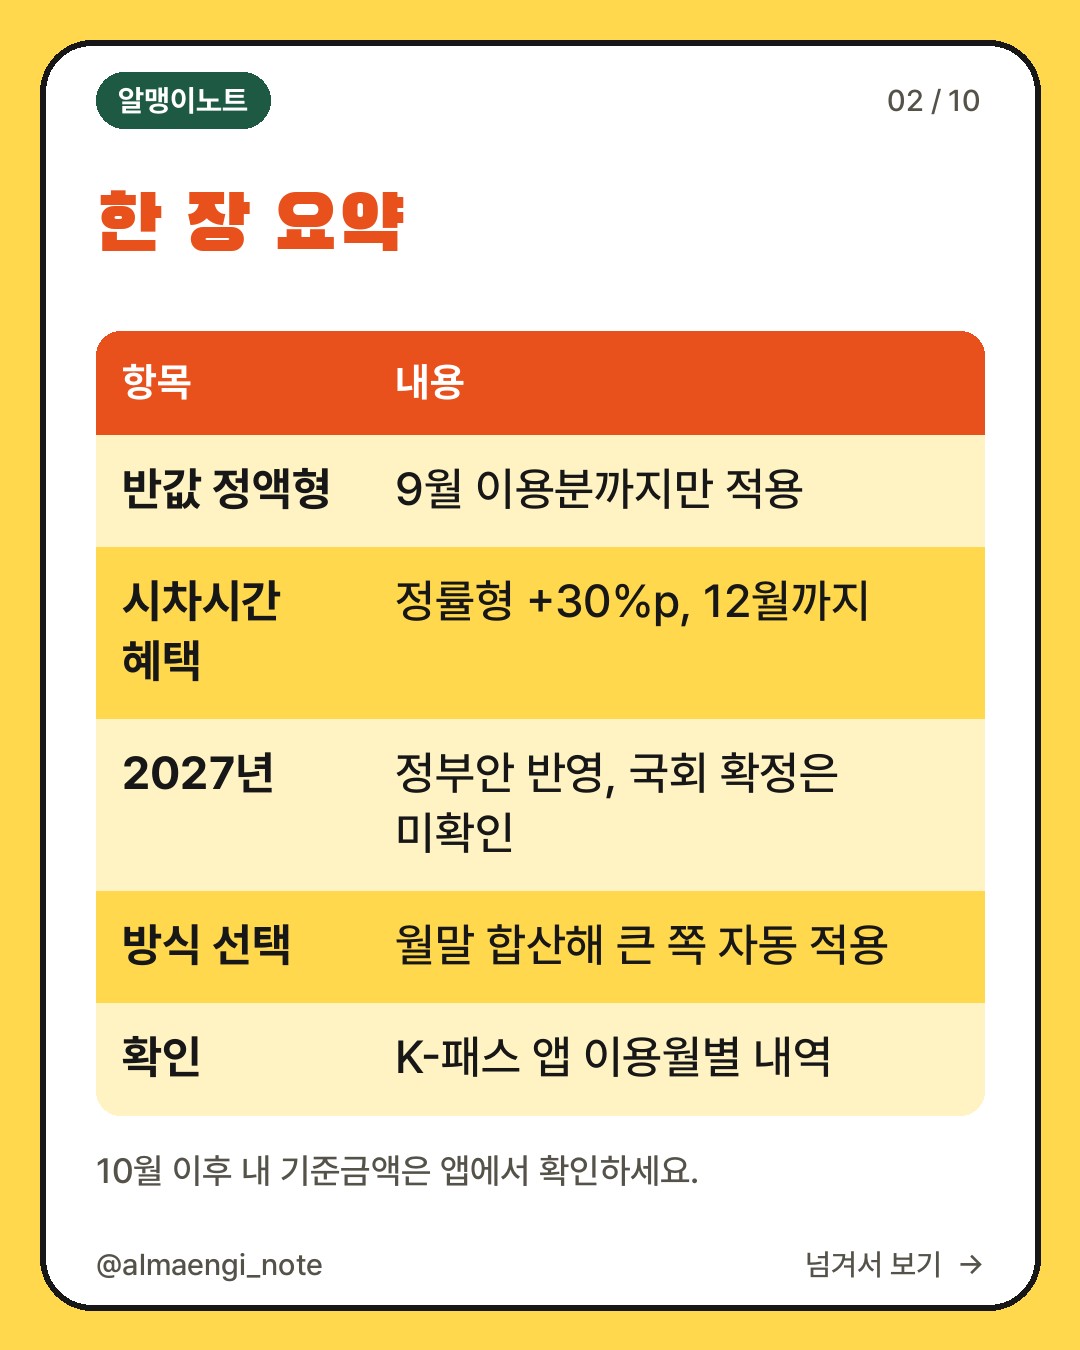 알맹이노트
02 / 10
한 장 요약
항목 내용
반값 정액형 9월 이용분까지만 적용
시차시간 정률형 +30%p, 12월까지
혜택
2027년 정부안 반영, 국회 확정은
미확인
방식 선택 월말 합산해 큰 쪽 자동 적용
확인 K-패스 앱 이용월별 내역
10월 이후 내 기준금액은 앱에서 확인하세요.
@almaengi_note
넘겨서 보기 →